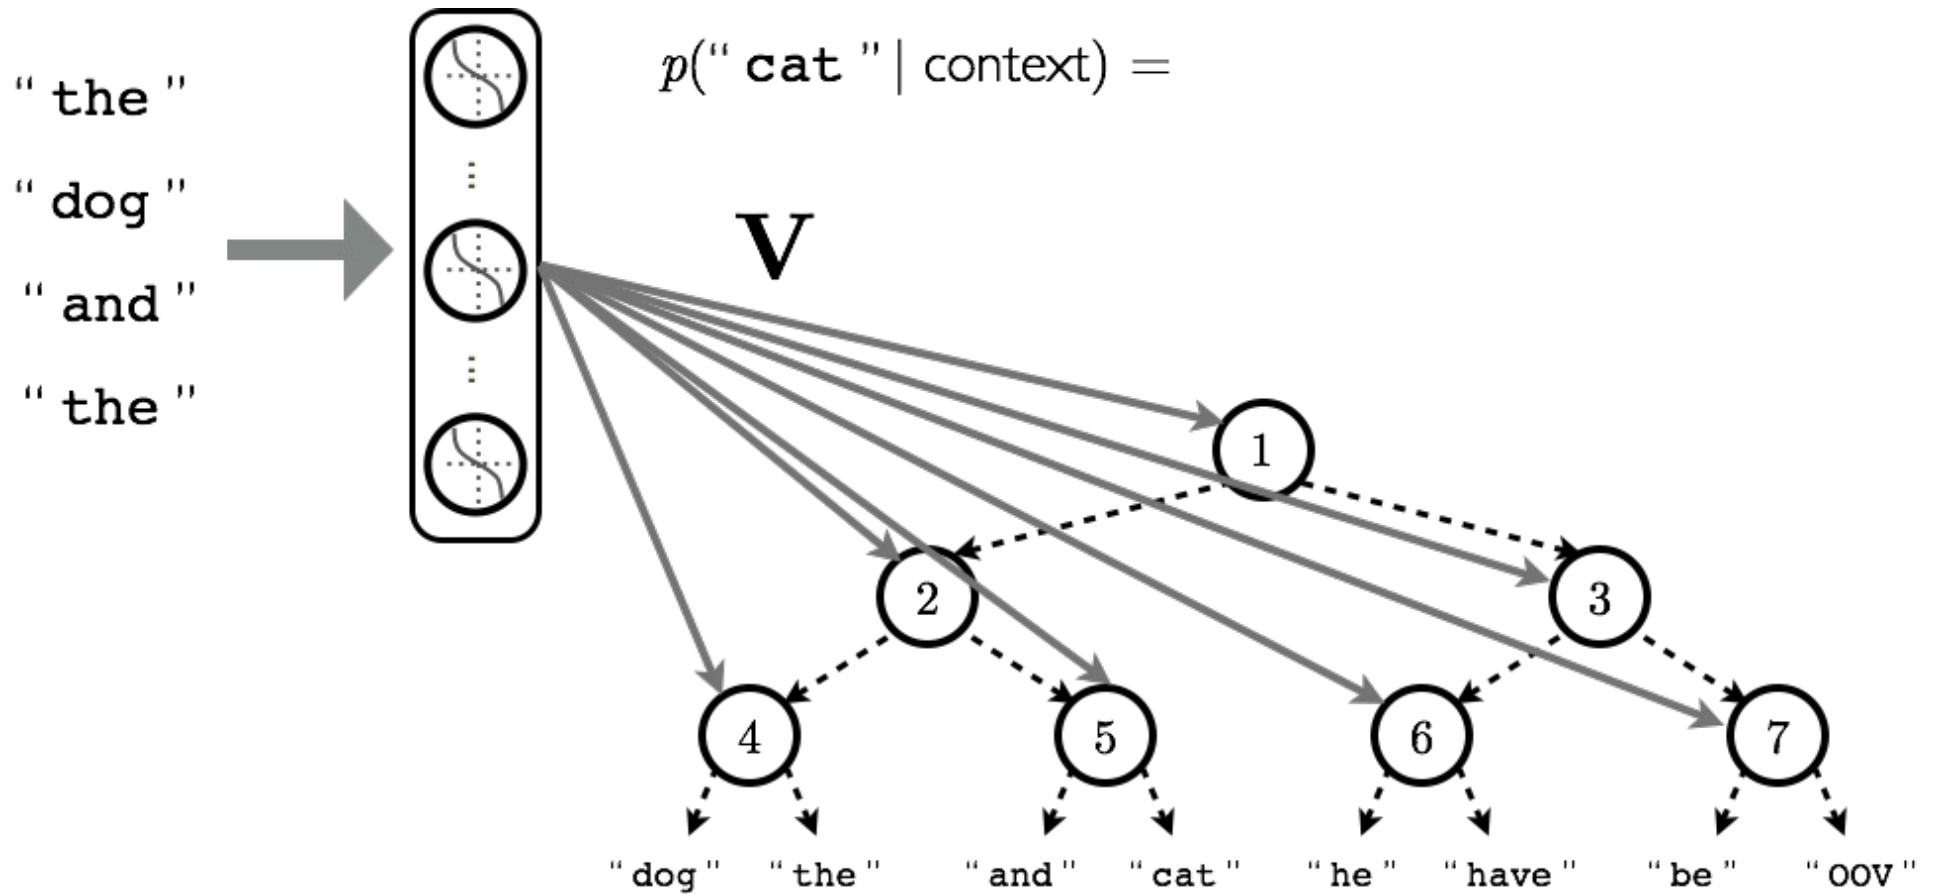 p(“ cat ” | context) =
“ the ”
“ dog ”
“ and ”
“ the ”
V
1
2
3
4
5
6
7
“dog” “the” “and” “cat” “he” “have” “be” “OOV”